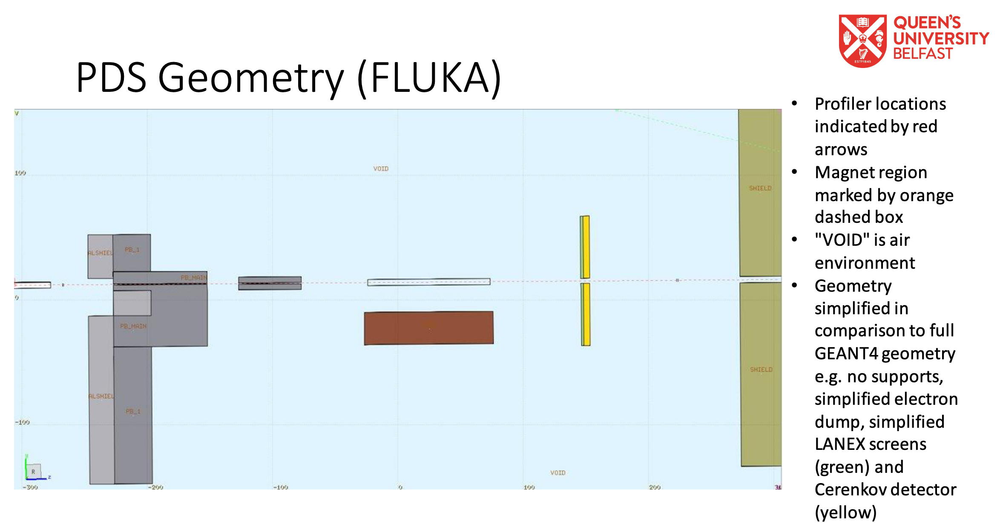 QUEEN'S
UNIVERSITY
BELFAST
ESTD 1845
PDS Geometry (FLUKA)
• Profiler locations
indicated by red
arrows
• Magnet region
marked by orange
dashed box
• "VOID" is air
environment
• Geometry
simplified in
comparison to full
GEANT4 geometry
e.g. no supports,
simplified electron
dump, simplified
LANEX screens
(green) and
Cerenkov detector
(yellow)
y
100
VOID
SHIELD
ALSHIEL
PB_1
PB_MAIN
0
PB_MAIN
SHIELD
ALSHIEL
PB_1
-100
y
R
z
VOID
-300
-200
-100
0
100
200